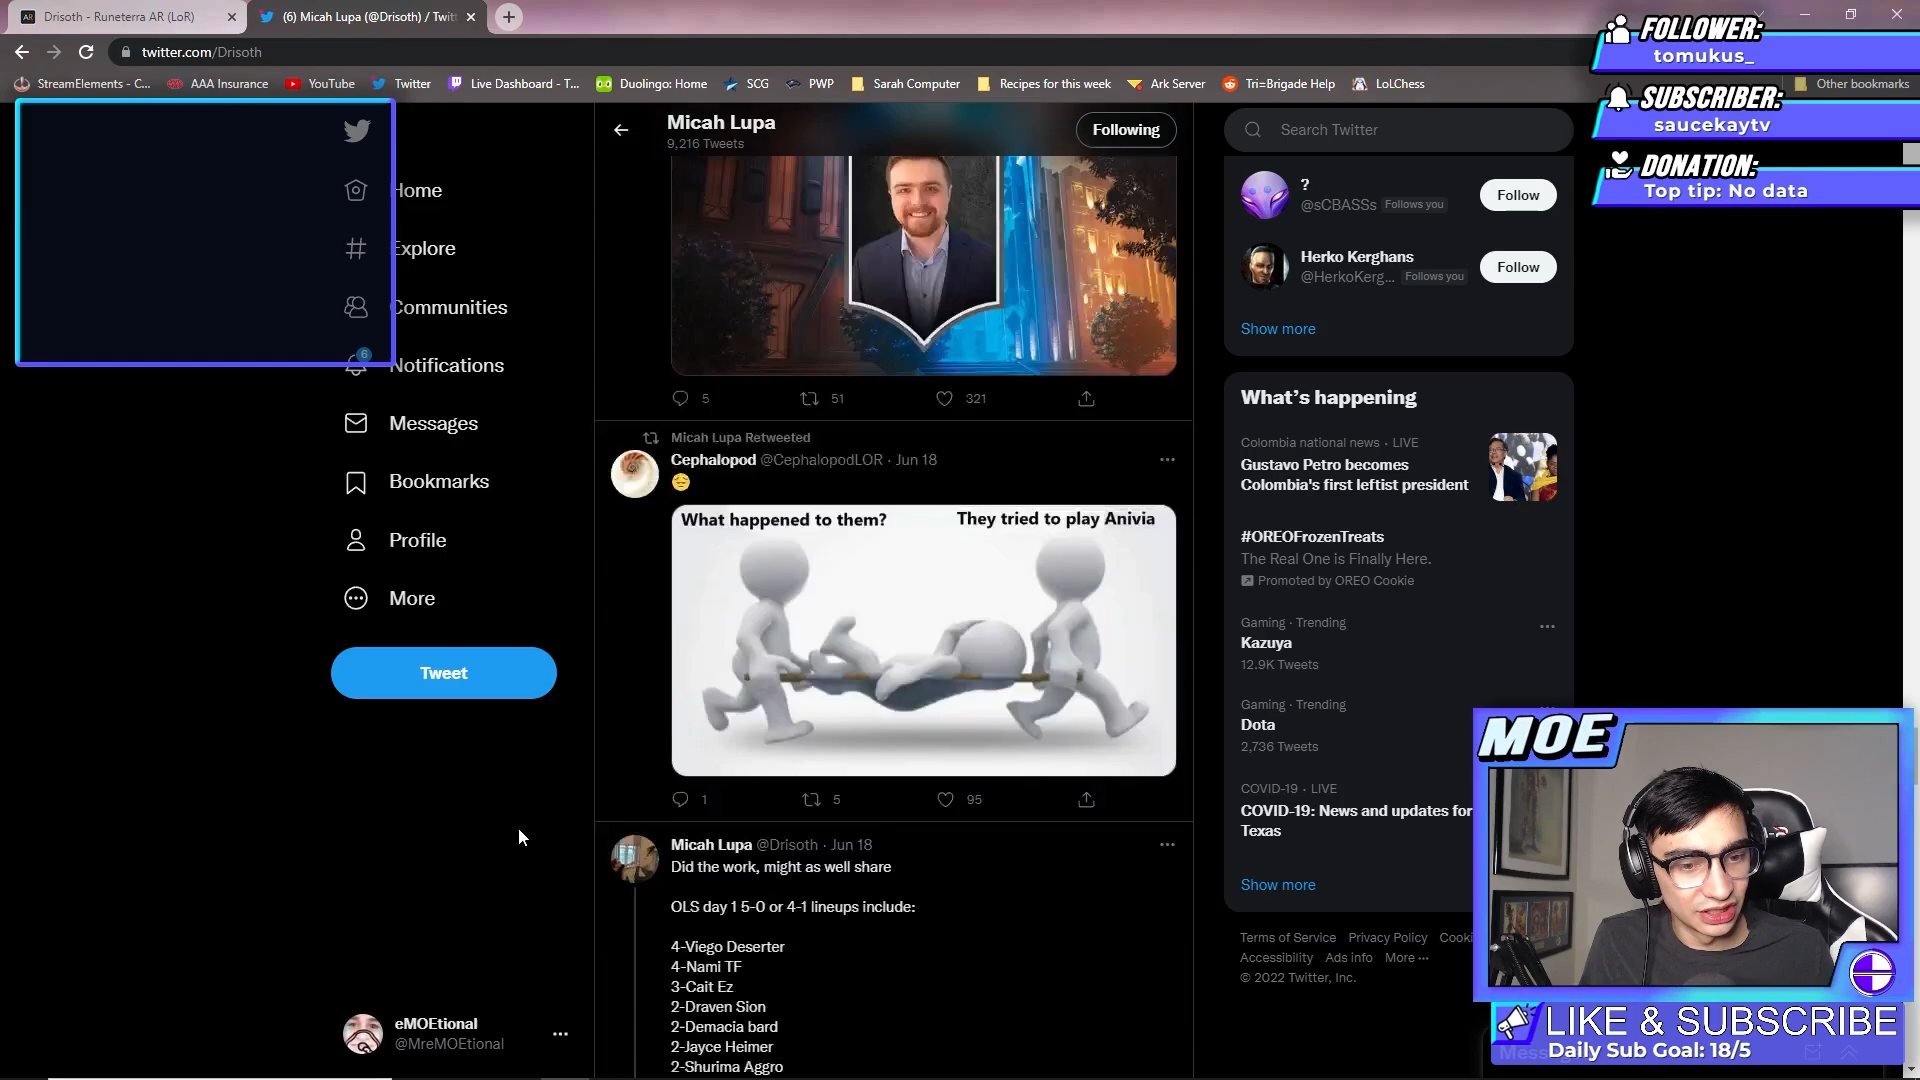 Drisoth - Runeterra AR (LoR)
(6) Micah Lupa (@Drisoth) / Twitt
twitter.com/Drisoth
StreamElements - C...
AAA Insurance
YouTube
Twitter
Live Dashboard - T...
Duolingo: Home
SCG
PWP
Sarah Computer
Recipes for this week
Ark Server
Tri=Brigade Help
LoLChess
Other bookmarks
FOLLOWER:
tomukus_
SUBSCRIBER:
saucekaytv
DONATION:
Top tip: No data
Home
Explore
Communities
6
Notifications
Messages
Bookmarks
Profile
More
Tweet
eMOEtional
@MreMOEtional
Micah Lupa
9,216 Tweets
Following
5
51
321
Micah Lupa Retweeted
Cephalopod @CephalopodLOR · Jun 18
What happened to them?
They tried to play Anivia
1
5
95
Micah Lupa @Drisoth · Jun 18
Did the work, might as well share
OLS day 1 5-0 or 4-1 lineups include:
4-Viego Deserter
4-Nami TF
3-Cait Ez
2-Draven Sion
2-Demacia bard
2-Jayce Heimer
2-Shurima Aggro
Search Twitter
?
@sCBASSs Follows you
Follow
Herko Kerghans
@HerkoKerg... Follows you
Follow
Show more
What's happening
Colombia national news · LIVE
Gustavo Petro becomes
Colombia's first leftist president
#OREOFrozenTreats
The Real One is Finally Here.
Promoted by OREO Cookie
Gaming · Trending
Kazuya
12.9K Tweets
Gaming · Trending
Dota
2,736 Tweets
COVID-19 · LIVE
COVID-19: News and updates for
Texas
Show more
Terms of Service Privacy Policy Cooki
Accessibility Ads info More ···
© 2022 Twitter, Inc.
MOE
LIKE & SUBSCRIBE
Daily Sub Goal: 18/5